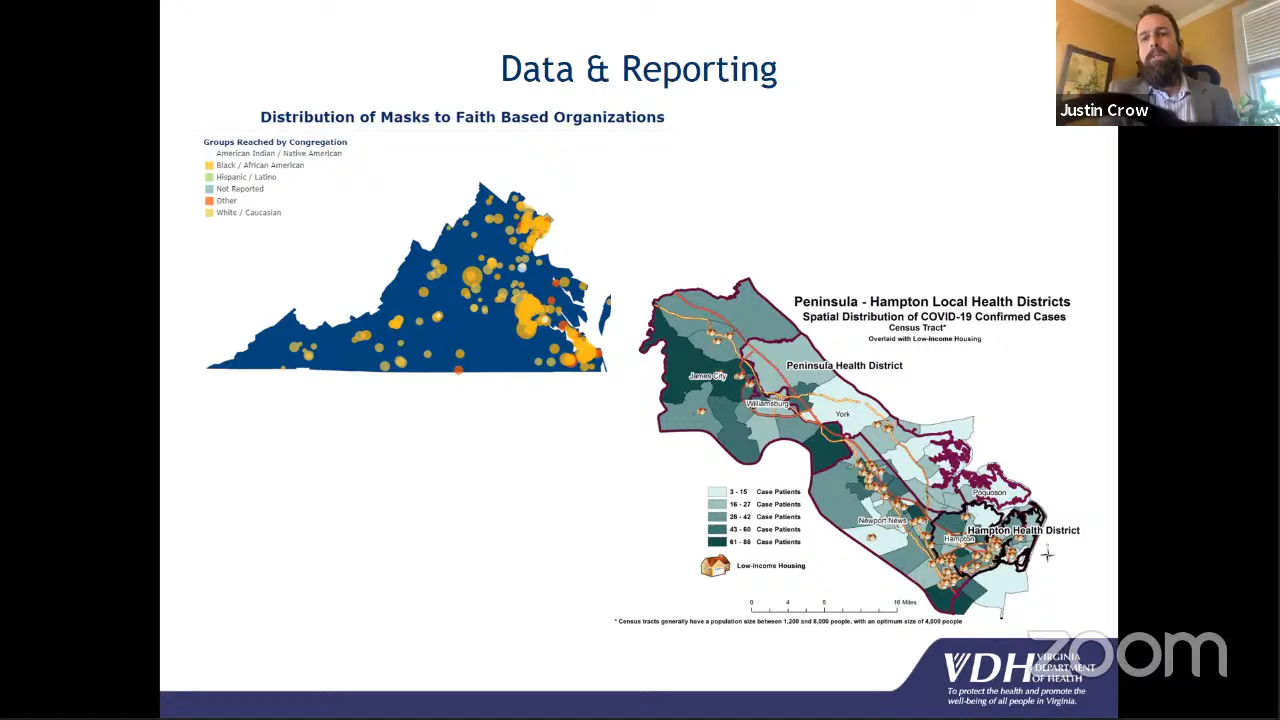 Data & Reporting
Justin Crow
Distribution of Masks to Faith Based Organizations
Groups Reached by Congregation
American Indian / Native American
Black / African American
Hispanic / Latino
Not Reported
Other
White / Caucasian
Peninsula - Hampton Local Health Districts
Spatial Distribution of COVID-19 Confirmed Cases
Census Tract*
Overlaid with Low-Income Housing
Peninsula Health District
James City
Williamsburg
York
Poquoson
Newport News
Hampton Health District
Hampton
3 - 15 Case Patients
16 - 27 Case Patients
28 - 42 Case Patients
43 - 60 Case Patients
61 - 86 Case Patients
Low-Income Housing
0 4 8 16 Miles
* Census tracts generally have a population size between 1,200 and 8,000 people, with an optimum size of 4,000 people
VDH VIRGINIA
DEPARTMENT
OF HEALTH
To protect the health and promote the
well-being of all people in Virginia.
zoom